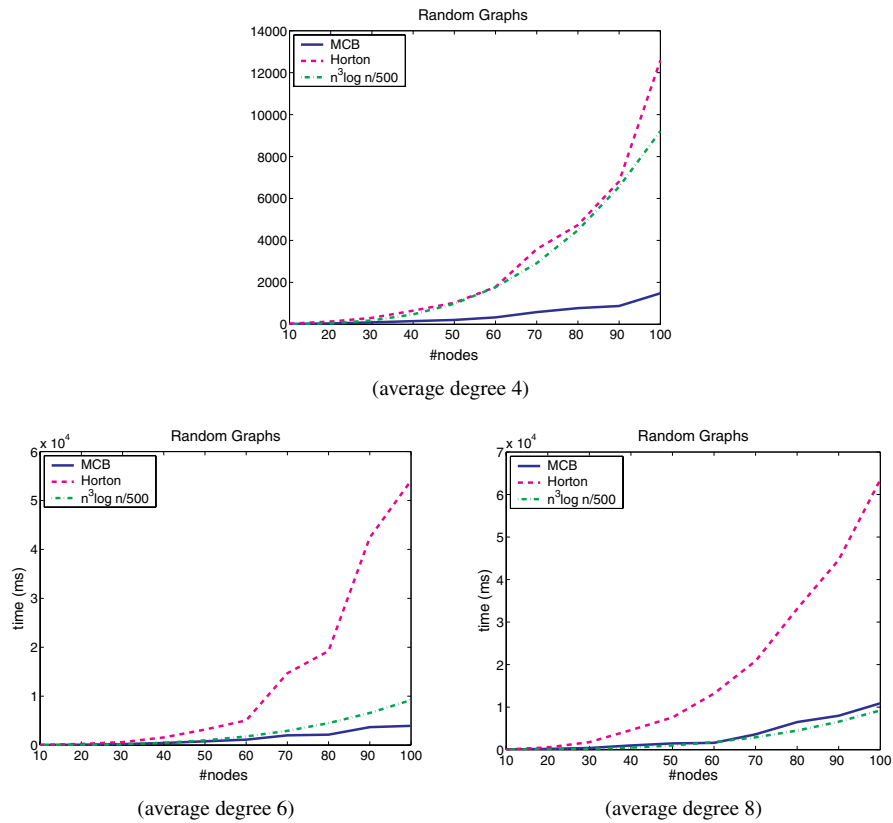 Random Graphs
14000
12000
10000
8000
6000
4000
2000
0
MCB
Horton
n³log n/500
10 20 30 40 50 60 70 80 90 100
#nodes
(average degree 4)
Random Graphs
6 x 10⁴
5
4
3
2
1
0
time (ms)
MCB
Horton
n³log n/500
10 20 30 40 50 60 70 80 90 100
#nodes
(average degree 6)
Random Graphs
7 x 10⁴
6
5
4
3
2
1
0
time (ms)
MCB
Horton
n³log n/500
10 20 30 40 50 60 70 80 90 100
#nodes
(average degree 8)